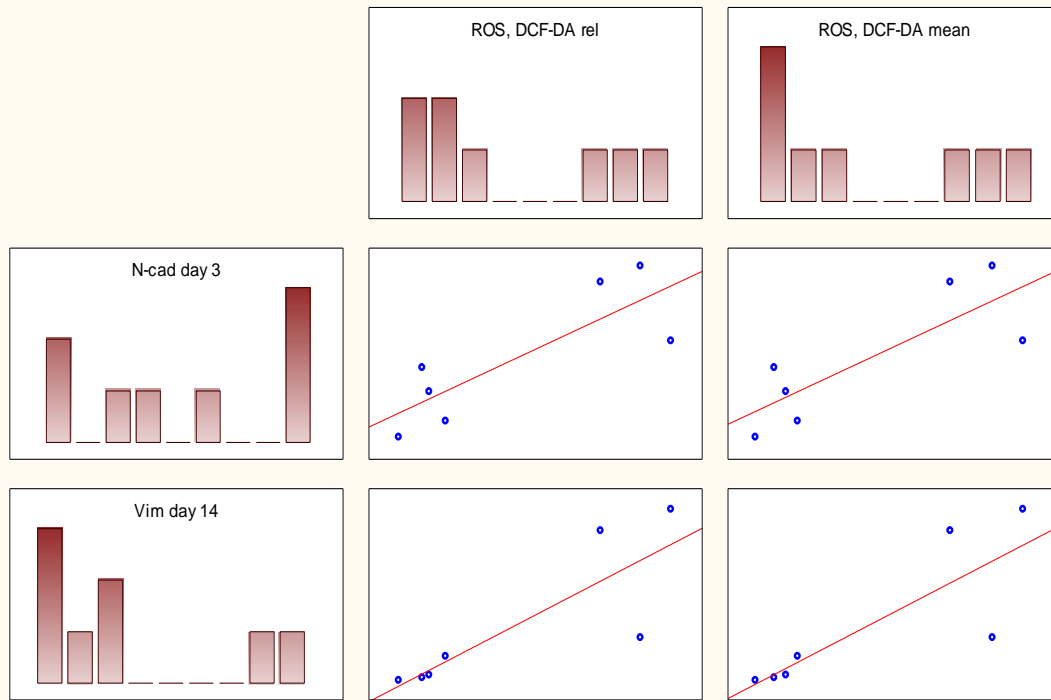 ROS, DCF-DA rel
ROS, DCF-DA mean
N-cad day 3
Vim day 14